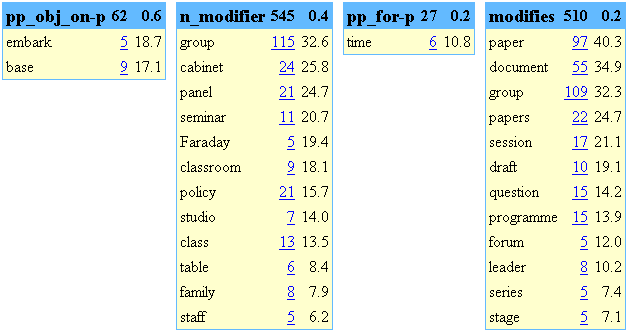 pp_obj_on-p 62 0.6
embark 5 18.7
base 9 17.1
n_modifier 545 0.4
group 115 32.6
cabinet 24 25.8
panel 21 24.7
seminar 11 20.7
Faraday 5 19.4
classroom 9 18.1
policy 21 15.7
studio 7 14.0
class 13 13.5
table 6 8.4
family 8 7.9
staff 5 6.2
pp_for-p 27 0.2
time 6 10.8
modifies 510 0.2
paper 97 40.3
document 55 34.9
group 109 32.3
papers 22 24.7
session 17 21.1
draft 10 19.1
question 15 14.2
programme 15 13.9
forum 5 12.0
leader 8 10.2
series 5 7.4
stage 5 7.1